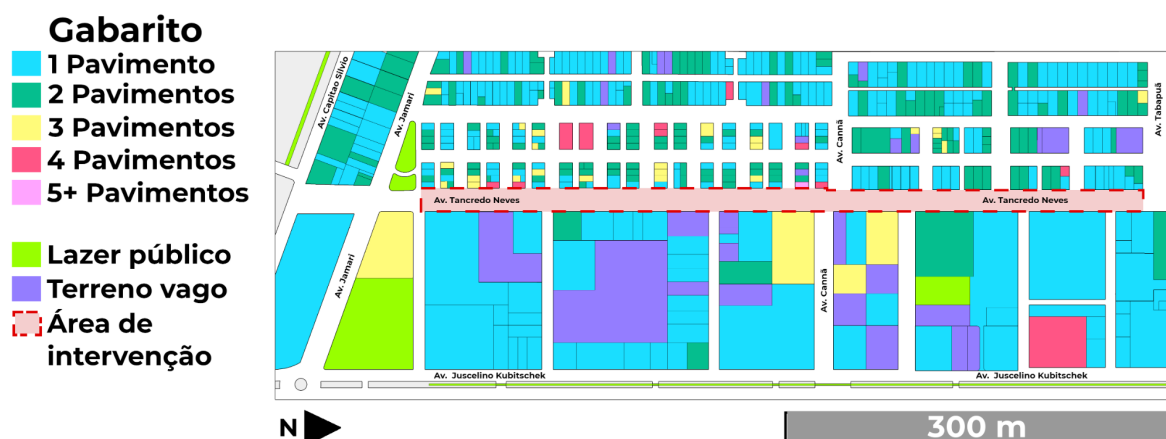 Gabarito
1 Pavimento
2 Pavimentos
3 Pavimentos
4 Pavimentos
5+ Pavimentos
Lazer público
Terreno vago
Área de
intervenção
Av. Capitao Silvio
Av. Jamari
Av. Cannã
Av. Tabapuã
Av. Tancredo Neves
Av. Tancredo Neves
Av. Jamari
Av. Cannã
Av. Juscelino Kubitschek
Av. Juscelino Kubitschek
N
300 m